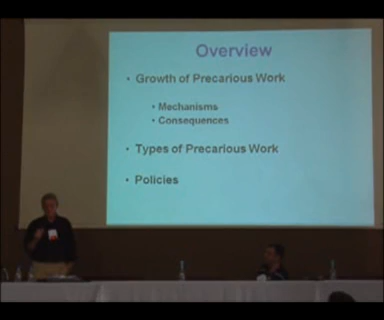 Overview
• Growth of Precarious Work
• Mechanisms
• Consequences
• Types of Precarious Work
• Policies